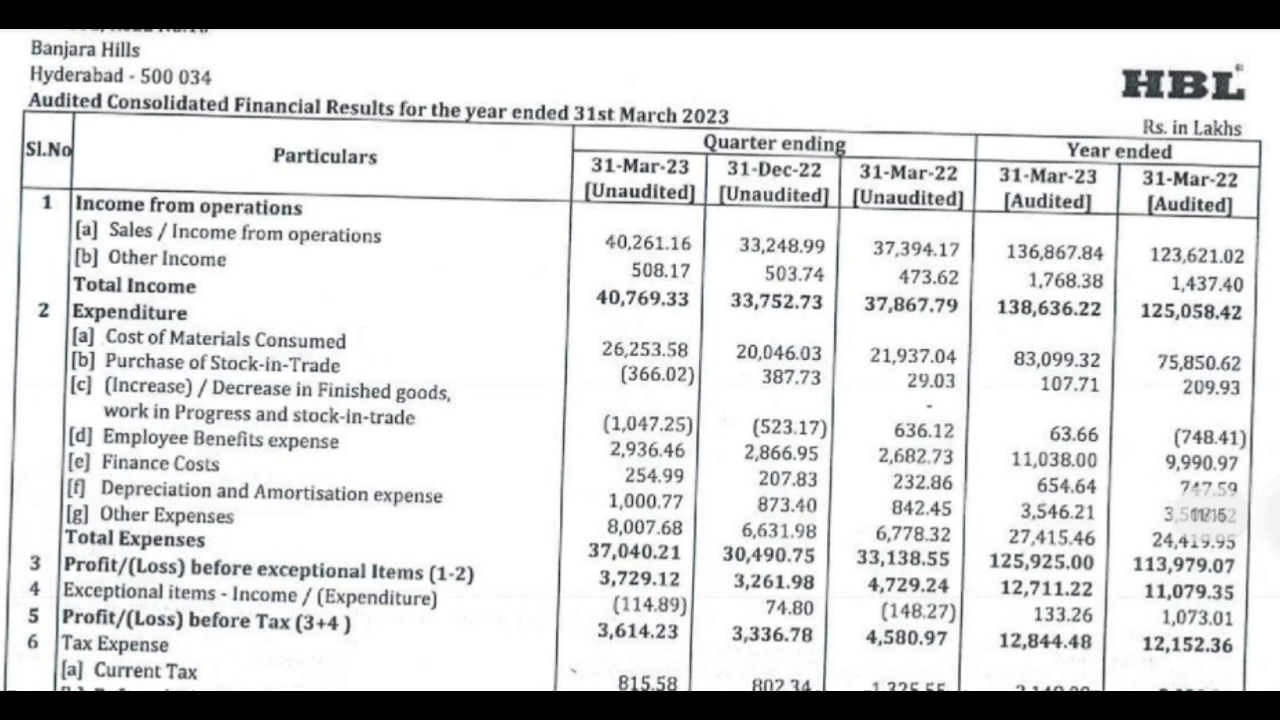 Banjara Hills
Hyderabad - 500 034
HBL
Audited Consolidated Financial Results for the year ended 31st March 2023
Rs. in Lakhs
Sl.No Particulars Quarter ending Year ended
31-Mar-23 31-Dec-22 31-Mar-22 31-Mar-23 31-Mar-22
[Unaudited] [Unaudited] [Unaudited] [Audited] [Audited]
1 Income from operations
[a] Sales / Income from operations 40,261.16 33,248.99 37,394.17 136,867.84 123,621.02
[b] Other Income 508.17 503.74 473.62 1,768.38 1,437.40
Total Income 40,769.33 33,752.73 37,867.79 138,636.22 125,058.42
2 Expenditure
[a] Cost of Materials Consumed 26,253.58 20,046.03 21,937.04 83,099.32 75,850.62
[b] Purchase of Stock-in-Trade (366.02) 387.73 29.03 107.71 209.93
[c] (Increase) / Decrease in Finished goods, -
work in Progress and stock-in-trade (1,047.25) (523.17) 636.12 63.66 (748.41)
[d] Employee Benefits expense 2,936.46 2,866.95 2,682.73 11,038.00 9,990.97
[e] Finance Costs 254.99 207.83 232.86 654.64 747.59
[f] Depreciation and Amortisation expense 1,000.77 873.40 842.45 3,546.21
[g] Other Expenses 8,007.68 6,631.98 6,778.32 27,415.46 24,419.95
Total Expenses 37,040.21 30,490.75 33,138.55 125,925.00 113,979.07
3 Profit/(Loss) before exceptional Items (1-2) 3,729.12 3,261.98 4,729.24 12,711.22 11,079.35
4 Exceptional items - Income / (Expenditure) (114.89) 74.80 (148.27) 133.26 1,073.01
5 Profit/(Loss) before Tax (3+4 ) 3,614.23 3,336.78 4,580.97 12,844.48 12,152.36
6 Tax Expense
[a] Current Tax 815.58 802.34